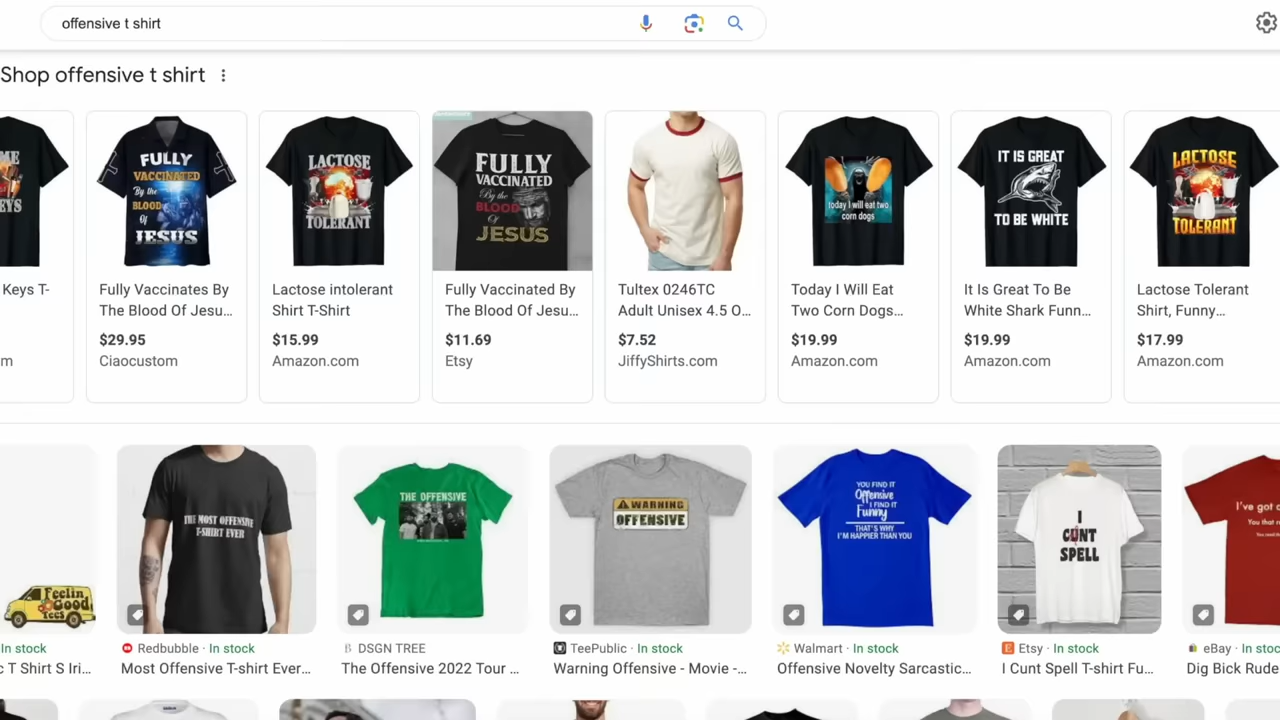 offensive t shirt
Shop offensive t shirt
FULLY
VACCINATED
By the
BLOOD
Of
JESUS
LACTOSE
TOLERANT
FULLY
VACCINATED
By the
BLOOD
Of
JESUS
today I will eat two
corn dogs
IT IS GREAT
TO BE WHITE
LACTOSE
TOLERANT
Keys T-
Fully Vaccinates By
The Blood Of Jesu...
$29.95
Ciaocustom
Lactose intolerant
Shirt T-Shirt
$15.99
Amazon.com
Fully Vaccinated By
The Blood Of Jesu...
$11.69
Etsy
Tultex 0246TC
Adult Unisex 4.5 O...
$7.52
JiffyShirts.com
Today I Will Eat
Two Corn Dogs...
$19.99
Amazon.com
It Is Great To Be
White Shark Funn...
$19.99
Amazon.com
Lactose Tolerant
Shirt, Funny...
$17.99
Amazon.com
Feelin
Good
Tees
THE MOST OFFENSIVE
T-SHIRT EVER
THE OFFENSIVE
WARNING
OFFENSIVE
YOU FIND IT
Offensive
I FIND IT
Funny
THAT'S WHY
I'M HAPPIER THAN YOU
I
CUNT
SPELL
I've got
In stock
c T Shirt S Iri...
Redbubble · In stock
Most Offensive T-shirt Ever...
DSGN TREE
The Offensive 2022 Tour ...
TeePublic · In stock
Warning Offensive - Movie -...
Walmart · In stock
Offensive Novelty Sarcastic...
Etsy · In stock
I Cunt Spell T-shirt Fu...
eBay · In stoc
Dig Bick Rude